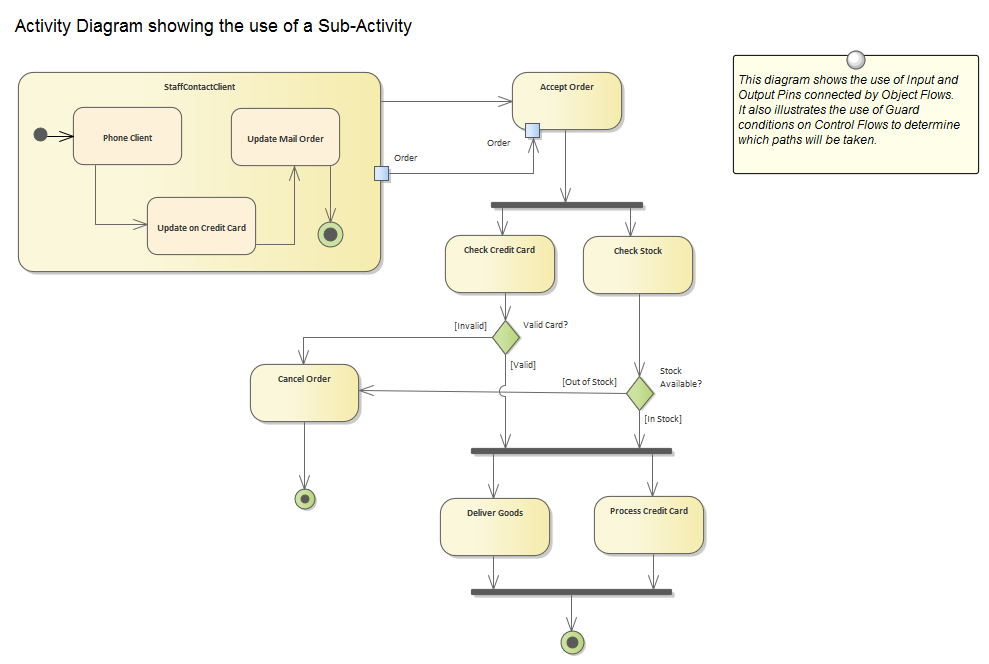 Activity Diagram showing the use of a Sub-Activity
StaffContactClient
Phone Client
Update Mail Order
Update on Credit Card
Order
Accept Order
Order
This diagram shows the use of Input and
Output Pins connected by Object Flows.
It also illustrates the use of Guard
conditions on Control Flows to determine
which paths will be taken.
Check Credit Card
Check Stock
[Invalid]
Valid Card?
[Valid]
Cancel Order
[Out of Stock]
Stock
Available?
[In Stock]
Deliver Goods
Process Credit Card